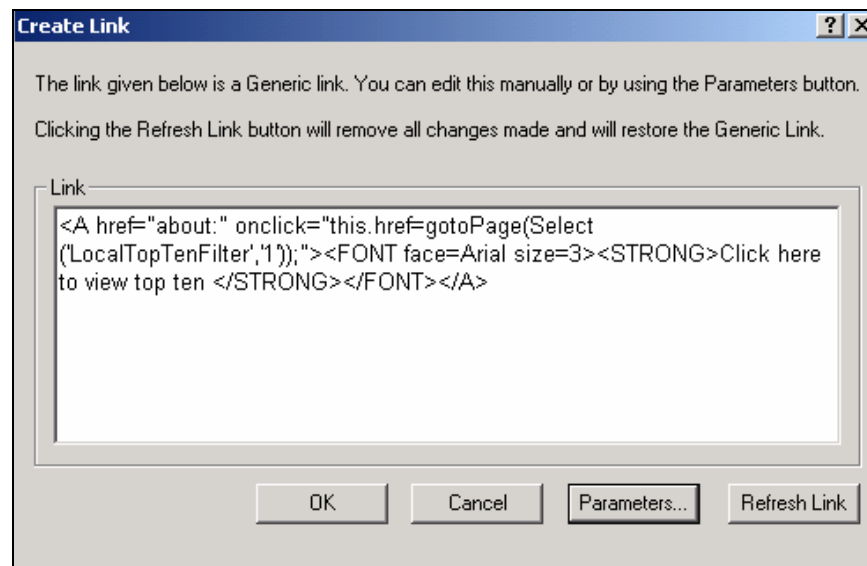 Create Link
The link given below is a Generic link. You can edit this manually or by using the Parameters button.
Clicking the Refresh Link button will remove all changes made and will restore the Generic Link.
Link
<A href="about:" onclick="this.href=gotoPage(Select
('LocalTopTenFilter','1'));"><FONT face=Arial size=3><STRONG>Click here
to view top ten </STRONG></FONT></A>
OK Cancel Parameters... Refresh Link